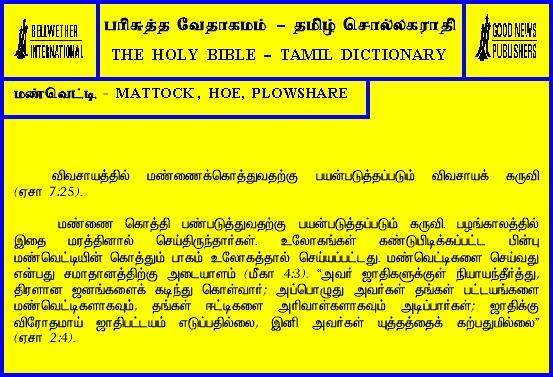 BELLWETHER
INTERNATIONAL
பரிசுத்த வேதாகமம் – தமிழ் சொல்லகராதி
THE HOLY BIBLE – TAMIL DICTIONARY
GOOD NEWS
PUBLISHERS
மண்வெட்டி - MATTOCK, HOE, PLOWSHARE
விவசாயத்தில் மண்ணைக்கொத்துவதற்கு பயன்படுத்தப்படும் விவசாயக் கருவி
(ஏசா 7:25).
மண்ணை கொத்தி பண்படுத்துவதற்கு பயன்படுத்தப்படும் கருவி. பழங்காலத்தில்
இதை மரத்தினால் செய்திருந்தார்கள். உலோகங்கள் கண்டுபிடிக்கப்பட்ட பின்பு
மண்வெட்டியின் கொத்தும் பாகம் உலோகத்தால் செய்யப்பட்டது. மண்வெட்டிகளை செய்வது
என்பது சமாதானத்திற்கு அடையாளம் (மீகா 4:3). “அவர் ஜாதிகளுக்குள் நியாயந்தீர்த்து,
திரளான ஜனங்களைக் கடிந்து கொள்வார்; அப்பொழுது அவர்கள் தங்கள் பட்டயங்களை
மண்வெட்டிகளாகவும், தங்கள் ஈட்டிகளை அரிவாள்களாகவும் அடிப்பார்கள்; ஜாதிக்கு
விரோதமாய் ஜாதிபட்டயம் எடுப்பதில்லை, இனி அவர்கள் யுத்தத்தைக் கற்பதுமில்லை”
(ஏசா 2:4).